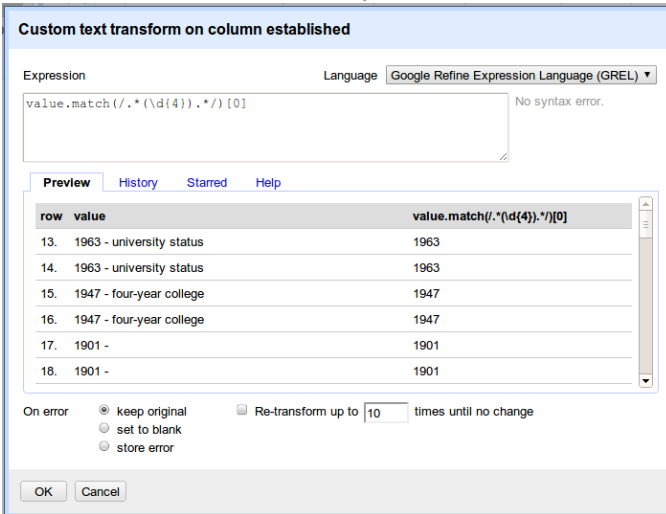 Custom text transform on column established
Expression Language Google Refine Expression Language (GREL)
value.match(/.*(\d{4}).*/)[0] No syntax error.
Preview History Starred Help
row value value.match(/.*(\d{4}).*/)[0]
13. 1963 - university status 1963
14. 1963 - university status 1963
15. 1947 - four-year college 1947
16. 1947 - four-year college 1947
17. 1901 - 1901
18. 1901 - 1901
On error keep original Re-transform up to 10 times until no change
set to blank
store error
OK Cancel